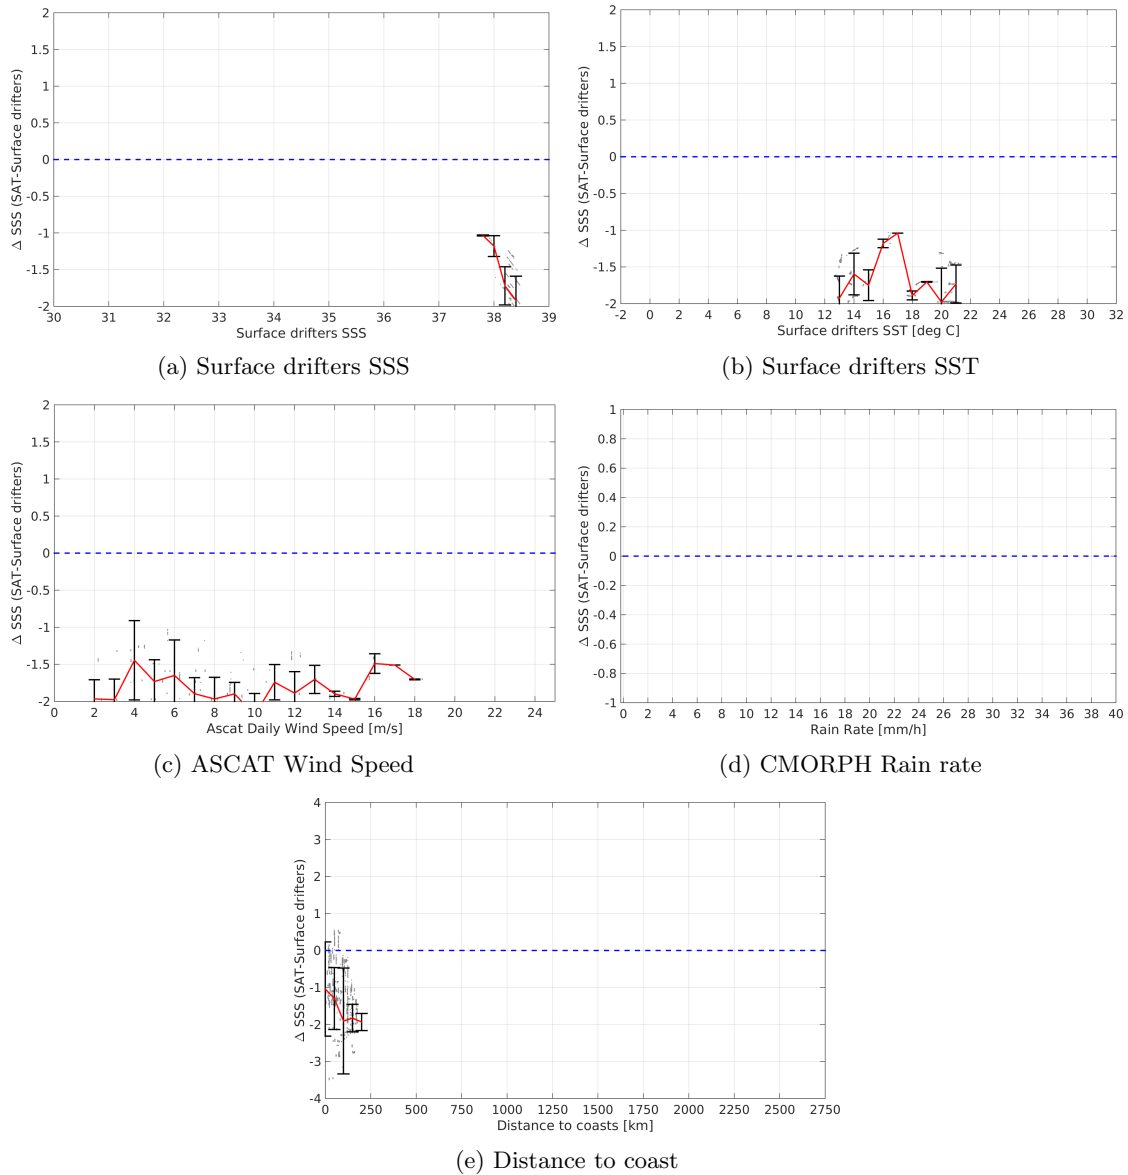 2
1.5
1
0.5
0
-0.5
-1
-1.5
-2
Δ SSS (SAT-Surface drifters)
30 31 32 33 34 35 36 37 38 39
Surface drifters SSS
(a) Surface drifters SSS
2
1.5
1
0.5
0
-0.5
-1
-1.5
-2
Δ SSS (SAT-Surface drifters)
-2 0 2 4 6 8 10 12 14 16 18 20 22 24 26 28 30 32
Surface drifters SST [deg C]
(b) Surface drifters SST
2
1.5
1
0.5
0
-0.5
-1
-1.5
-2
Δ SSS (SAT-Surface drifters)
0 2 4 6 8 10 12 14 16 18 20 22 24
Ascat Daily Wind Speed [m/s]
(c) ASCAT Wind Speed
1
0.8
0.6
0.4
0.2
0
-0.2
-0.4
-0.6
-0.8
-1
Δ SSS (SAT-Surface drifters)
0 2 4 6 8 10 12 14 16 18 20 22 24 26 28 30 32 34 36 38 40
Rain Rate [mm/h]
(d) CMORPH Rain rate
4
3
2
1
0
-1
-2
-3
-4
Δ SSS (SAT-Surface drifters)
0 250 500 750 1000 1250 1500 1750 2000 2250 2500 2750
Distance to coasts [km]
(e) Distance to coast